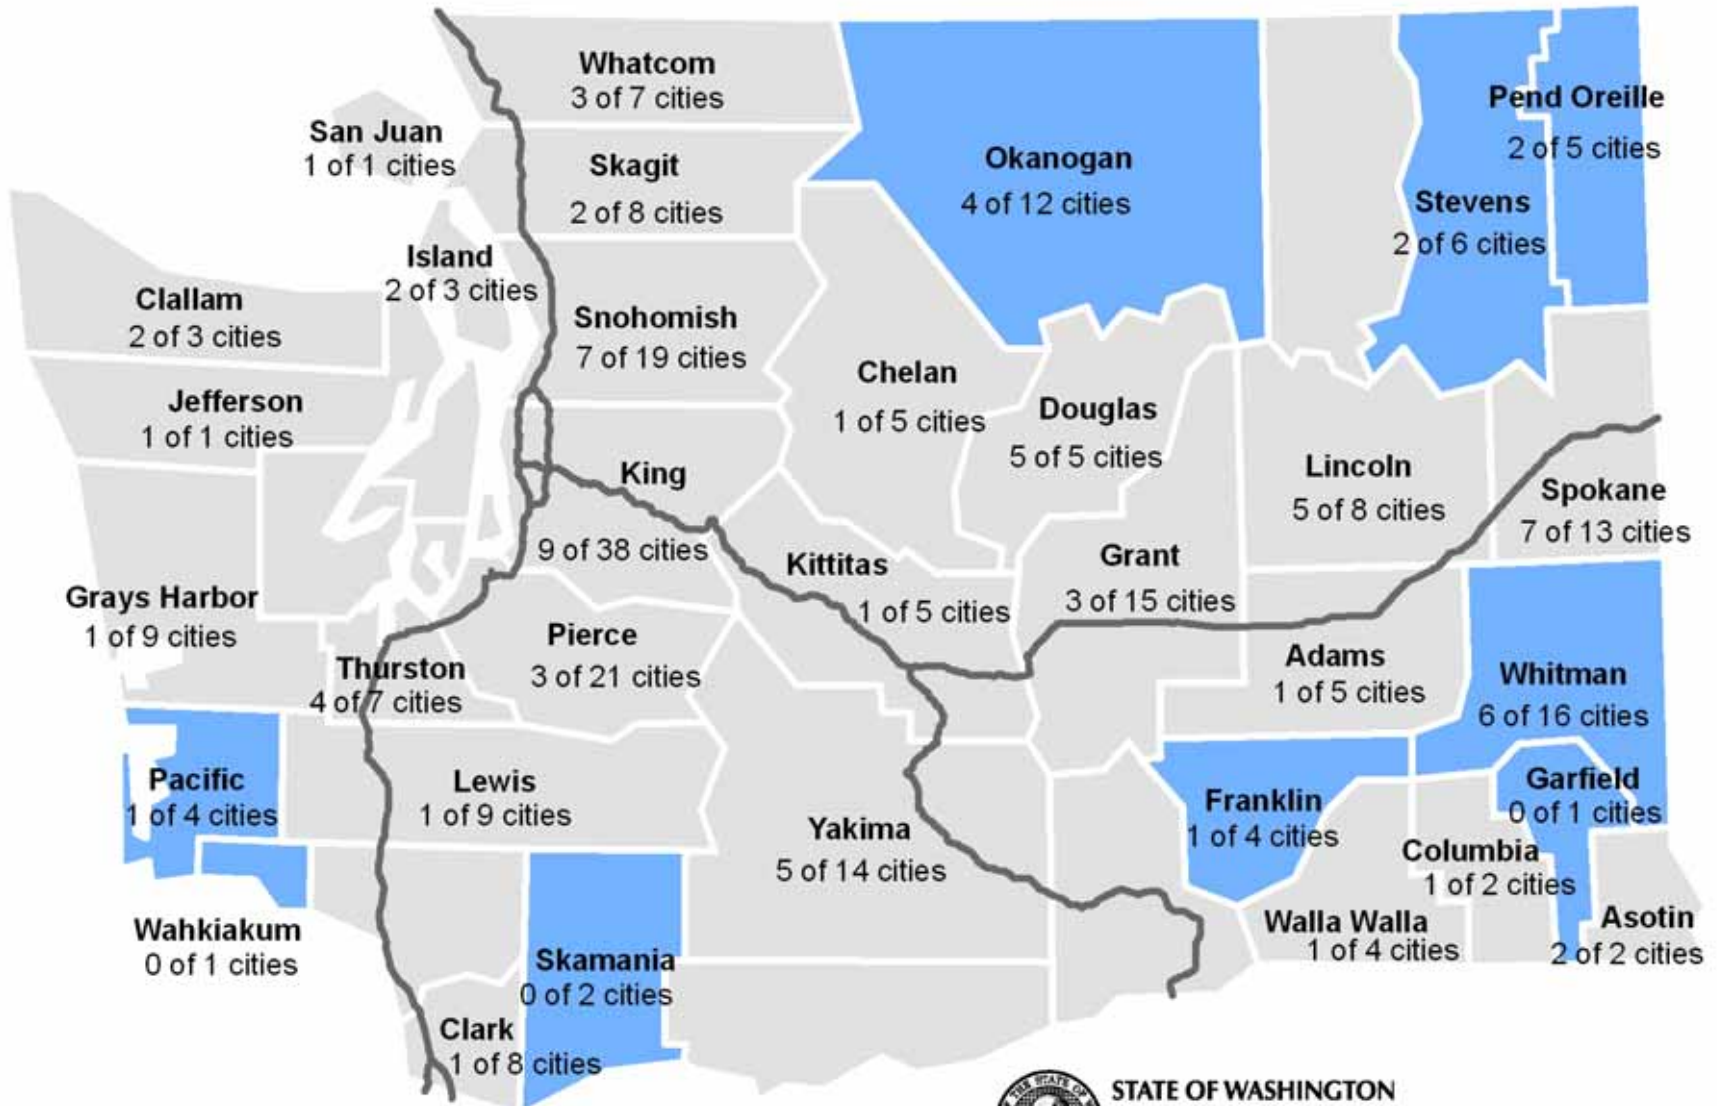 Whatcom
3 of 7 cities
San Juan
1 of 1 cities
Skagit
2 of 8 cities
Okanogan
4 of 12 cities
Pend Oreille
2 of 5 cities
Stevens
2 of 6 cities
Island
2 of 3 cities
Clallam
2 of 3 cities
Snohomish
7 of 19 cities
Jefferson
1 of 1 cities
Chelan
1 of 5 cities
Douglas
5 of 5 cities
King
9 of 38 cities
Lincoln
5 of 8 cities
Spokane
7 of 13 cities
Kittitas
1 of 5 cities
Grant
3 of 15 cities
Grays Harbor
1 of 9 cities
Pierce
3 of 21 cities
Thurston
4 of 7 cities
Adams
1 of 5 cities
Whitman
6 of 16 cities
Pacific
1 of 4 cities
Lewis
1 of 9 cities
Yakima
5 of 14 cities
Franklin
1 of 4 cities
Garfield
0 of 1 cities
Columbia
1 of 2 cities
Wahkiakum
0 of 1 cities
Skamania
0 of 2 cities
Walla Walla
1 of 4 cities
Asotin
2 of 2 cities
Clark
1 of 8 cities
THE STATE OF
STATE OF WASHINGTON